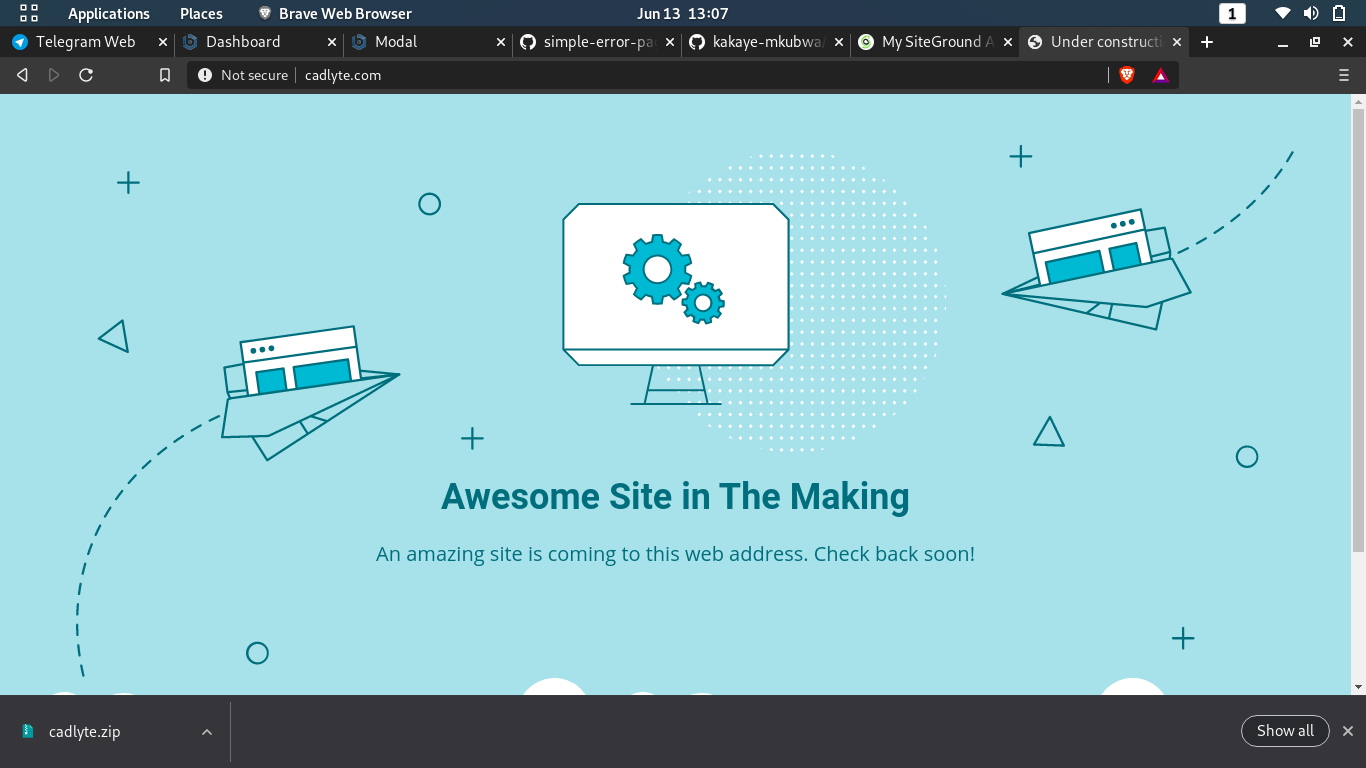 Applications Places Brave Web Browser Jun 13 13:07 1
Telegram Web Dashboard Modal simple-error-pa kakaye-mkubwa/ My SiteGround A Under constructi
Not secure cadlyte.com
Awesome Site in The Making
An amazing site is coming to this web address. Check back soon!
cadlyte.zip Show all